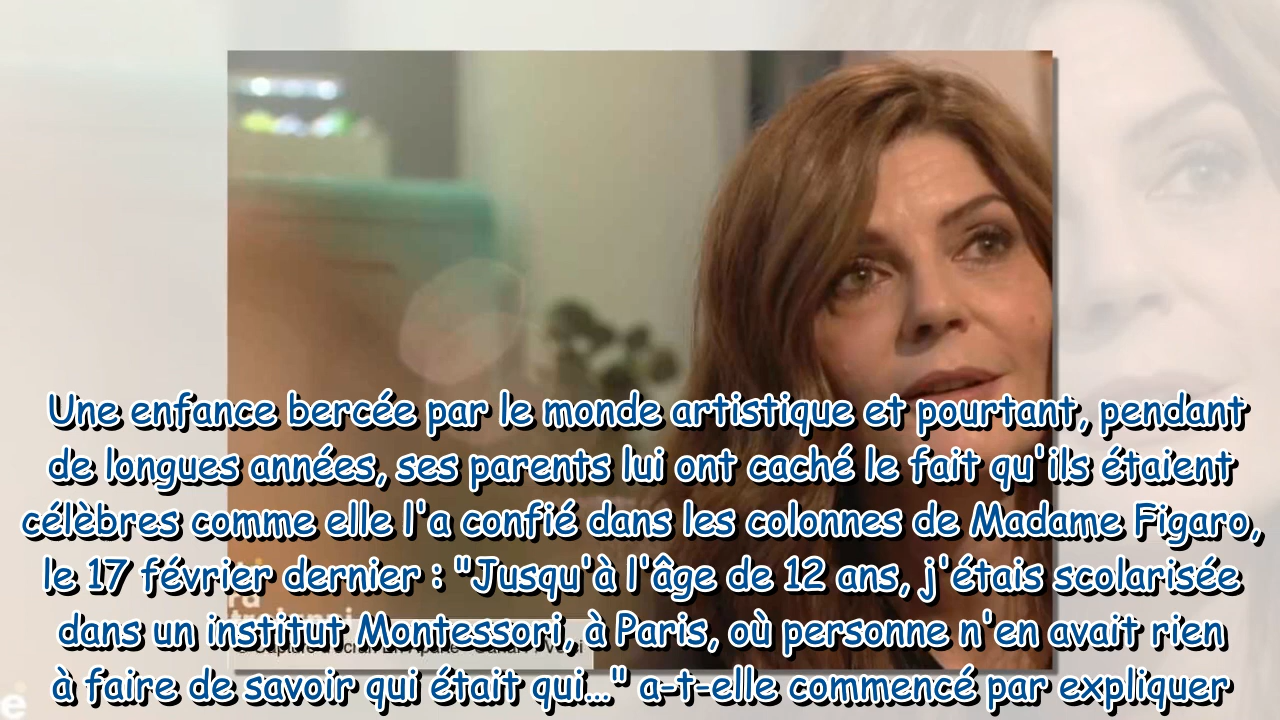 Une enfance bercée par le monde artistique et pourtant, pendant
de longues années, ses parents lui ont caché le fait qu'ils étaient
célèbres comme elle l'a confié dans les colonnes de Madame Figaro,
le 17 février dernier : "Jusqu'à l'âge de 12 ans, j'étais scolarisée
dans un institut Montessori, à Paris, où personne n'en avait rien
à faire de savoir qui était qui..." a-t-elle commencé par expliquer